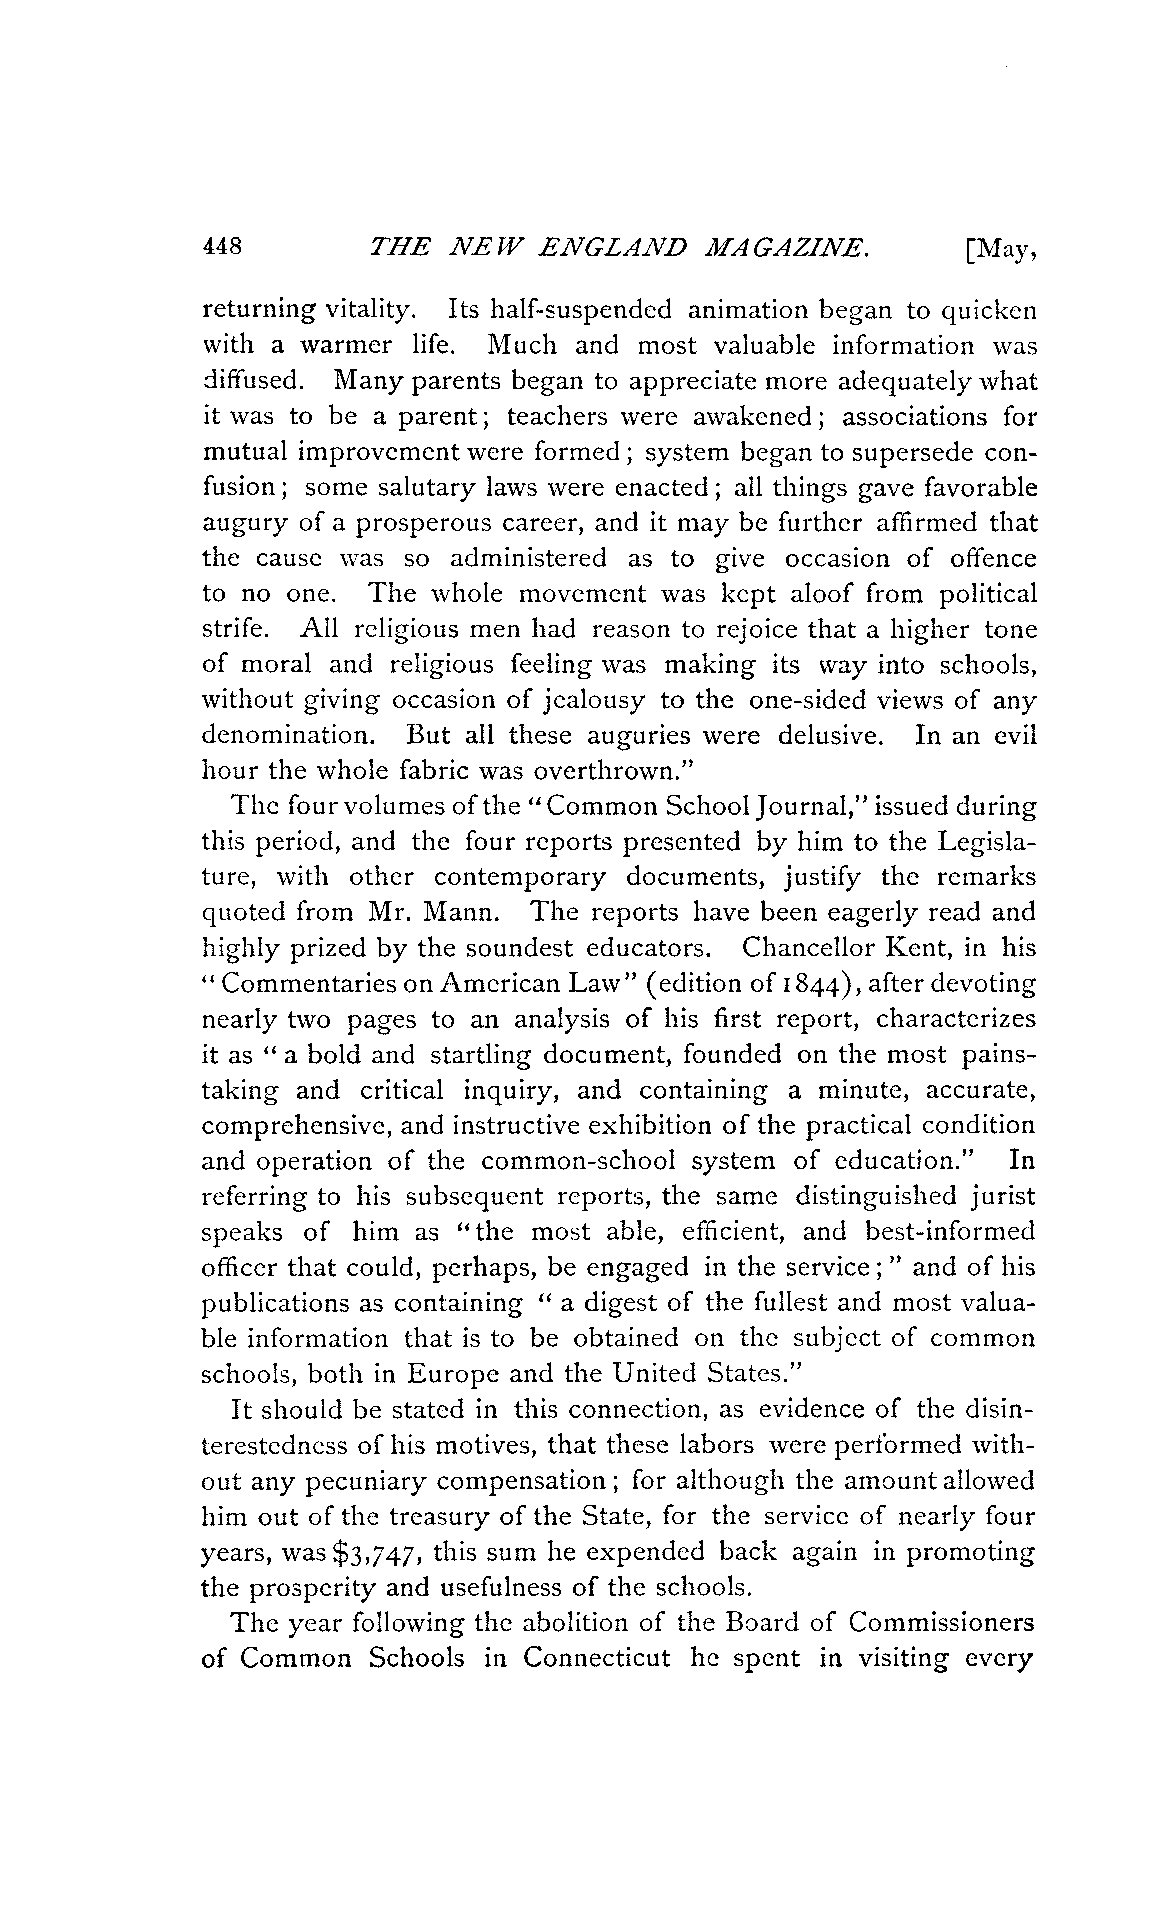 448 THE NEW ENGLAND MAGAZINE. [May,
returning vitality. Its half-suspended animation began to quicken
with a warmer life. Much and most valuable information was
diffused. Many parents began to appreciate more adequately what
it was to be a parent; teachers were awakened; associations for
mutual improvement were formed; system began to supersede con-
fusion; some salutary laws were enacted; all things gave favorable
augury of a prosperous career, and it may be further affirmed that
the cause was so administered as to give occasion of offence
to no one. The whole movement was kept aloof from political
strife. All religious men had reason to rejoice that a higher tone
of moral and religious feeling was making its way into schools,
without giving occasion of jealousy to the one-sided views of any
denomination. But all these auguries were delusive. In an evil
hour the whole fabric was overthrown."
The four volumes of the "Common School Journal," issued during
this period, and the four reports presented by him to the Legisla-
ture, with other contemporary documents, justify the remarks
quoted from Mr. Mann. The reports have been eagerly read and
highly prized by the soundest educators. Chancellor Kent, in his
"Commentaries on American Law" (edition of 1844), after devoting
nearly two pages to an analysis of his first report, characterizes
it as "a bold and startling document, founded on the most pains-
taking and critical inquiry, and containing a minute, accurate,
comprehensive, and instructive exhibition of the practical condition
and operation of the common-school system of education." In
referring to his subsequent reports, the same distinguished jurist
speaks of him as "the most able, efficient, and best-informed
officer that could, perhaps, be engaged in the service;" and of his
publications as containing "a digest of the fullest and most valua-
ble information that is to be obtained on the subject of common
schools, both in Europe and the United States."
It should be stated in this connection, as evidence of the disin-
terestedness of his motives, that these labors were performed with-
out any pecuniary compensation; for although the amount allowed
him out of the treasury of the State, for the service of nearly four
years, was $3,747, this sum he expended back again in promoting
the prosperity and usefulness of the schools.
The year following the abolition of the Board of Commissioners
of Common Schools in Connecticut he spent in visiting every